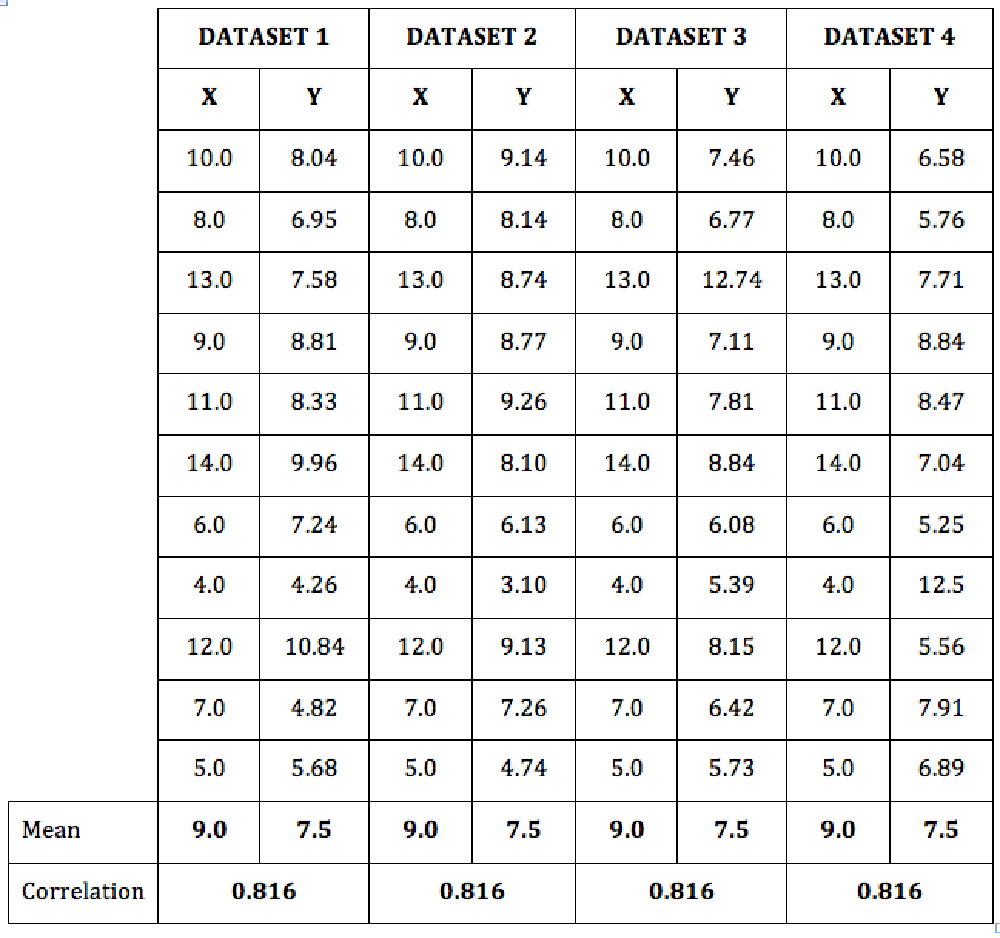 DATASET 1 DATASET 2 DATASET 3 DATASET 4
X Y X Y X Y X Y
10.0 8.04 10.0 9.14 10.0 7.46 10.0 6.58
8.0 6.95 8.0 8.14 8.0 6.77 8.0 5.76
13.0 7.58 13.0 8.74 13.0 12.74 13.0 7.71
9.0 8.81 9.0 8.77 9.0 7.11 9.0 8.84
11.0 8.33 11.0 9.26 11.0 7.81 11.0 8.47
14.0 9.96 14.0 8.10 14.0 8.84 14.0 7.04
6.0 7.24 6.0 6.13 6.0 6.08 6.0 5.25
4.0 4.26 4.0 3.10 4.0 5.39 4.0 12.5
12.0 10.84 12.0 9.13 12.0 8.15 12.0 5.56
7.0 4.82 7.0 7.26 7.0 6.42 7.0 7.91
5.0 5.68 5.0 4.74 5.0 5.73 5.0 6.89
Mean 9.0 7.5 9.0 7.5 9.0 7.5 9.0 7.5
Correlation 0.816 0.816 0.816 0.816